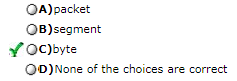 A)packet
B)segment
C)byte
D)None of the choices are correct